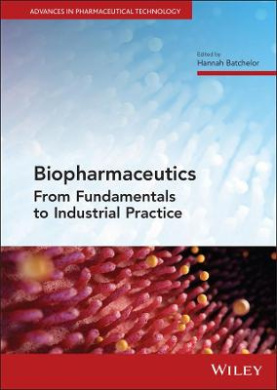 ADVANCES IN PHARMACEUTICAL TECHNOLOGY
Edited by
Hannah Batchelor
Biopharmaceutics
From Fundamentals
to Industrial Practice
WILEY